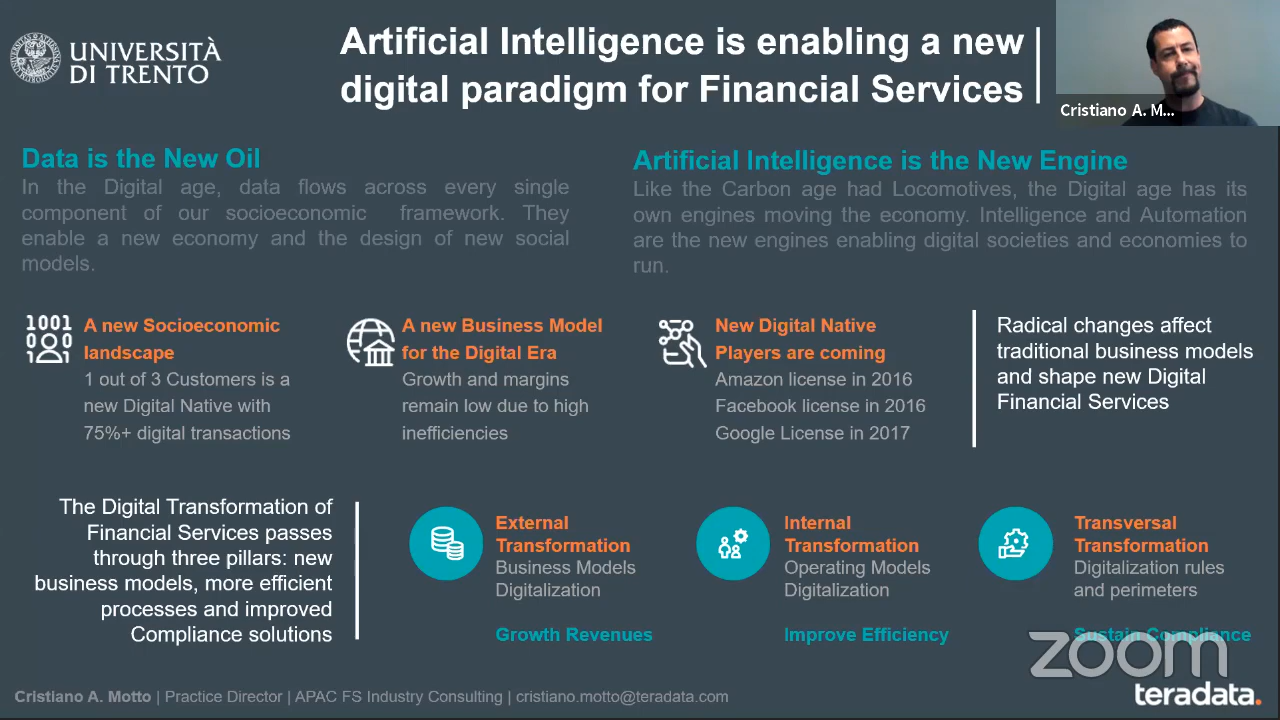 UNIVERSITÀ
DI TRENTO
Artificial Intelligence is enabling a new
digital paradigm for Financial Services
Cristiano A. M...
Data is the New Oil
In the Digital age, data flows across every single
component of our socioeconomic framework. They
enable a new economy and the design of new social
models.
Artificial Intelligence is the New Engine
Like the Carbon age had Locomotives, the Digital age has its
own engines moving the economy. Intelligence and Automation
are the new engines enabling digital societies and economies to
run.
1001
A new Socioeconomic
landscape
1 out of 3 Customers is a
new Digital Native with
75%+ digital transactions
A new Business Model
for the Digital Era
Growth and margins
remain low due to high
inefficiencies
New Digital Native
Players are coming
Amazon license in 2016
Facebook license in 2016
Google License in 2017
Radical changes affect
traditional business models
and shape new Digital
Financial Services
The Digital Transformation of
Financial Services passes
through three pillars: new
business models, more efficient
processes and improved
Compliance solutions
External
Transformation
Business Models
Digitalization
Growth Revenues
Internal
Transformation
Operating Models
Digitalization
Improve Efficiency
Transversal
Transformation
Digitalization rules
and perimeters
Sustain Compliance
zoom
Cristiano A. Motto | Practice Director | APAC FS Industry Consulting | cristiano.motto@teradata.com
teradata.